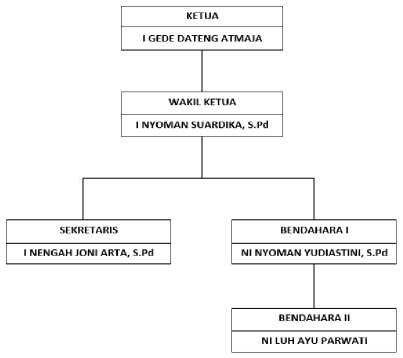 KETUA
I GEDE DATENG ATMAJA
WAKIL KETUA
I NYOMAN SUARDIKA, S.Pd
SEKRETARIS
I NENGAH JONI ARTA, S.Pd
BENDAHARA I
NI NYOMAN YUDIASTINI, S.Pd
BENDAHARA II
NI LUH AYU PARWATI